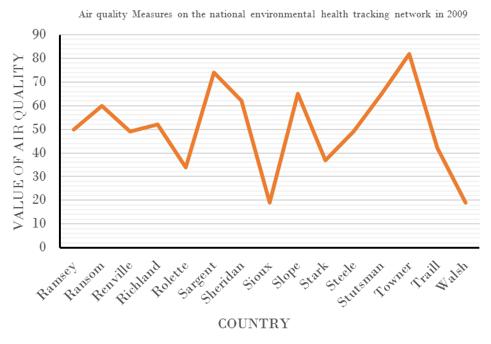 Air quality Measures on the national environmental health tracking network in 2009
90
80
70
60
50
40
30
20
10
0
VALUE OF AIR QUALITY
Ramsey
Ransom
Renville
Richland
Rolette
Sargent
Sheridan
Sioux
Slope
Stark
Steele
Stutsman
Towner
Traill
Walsh
COUNTRY